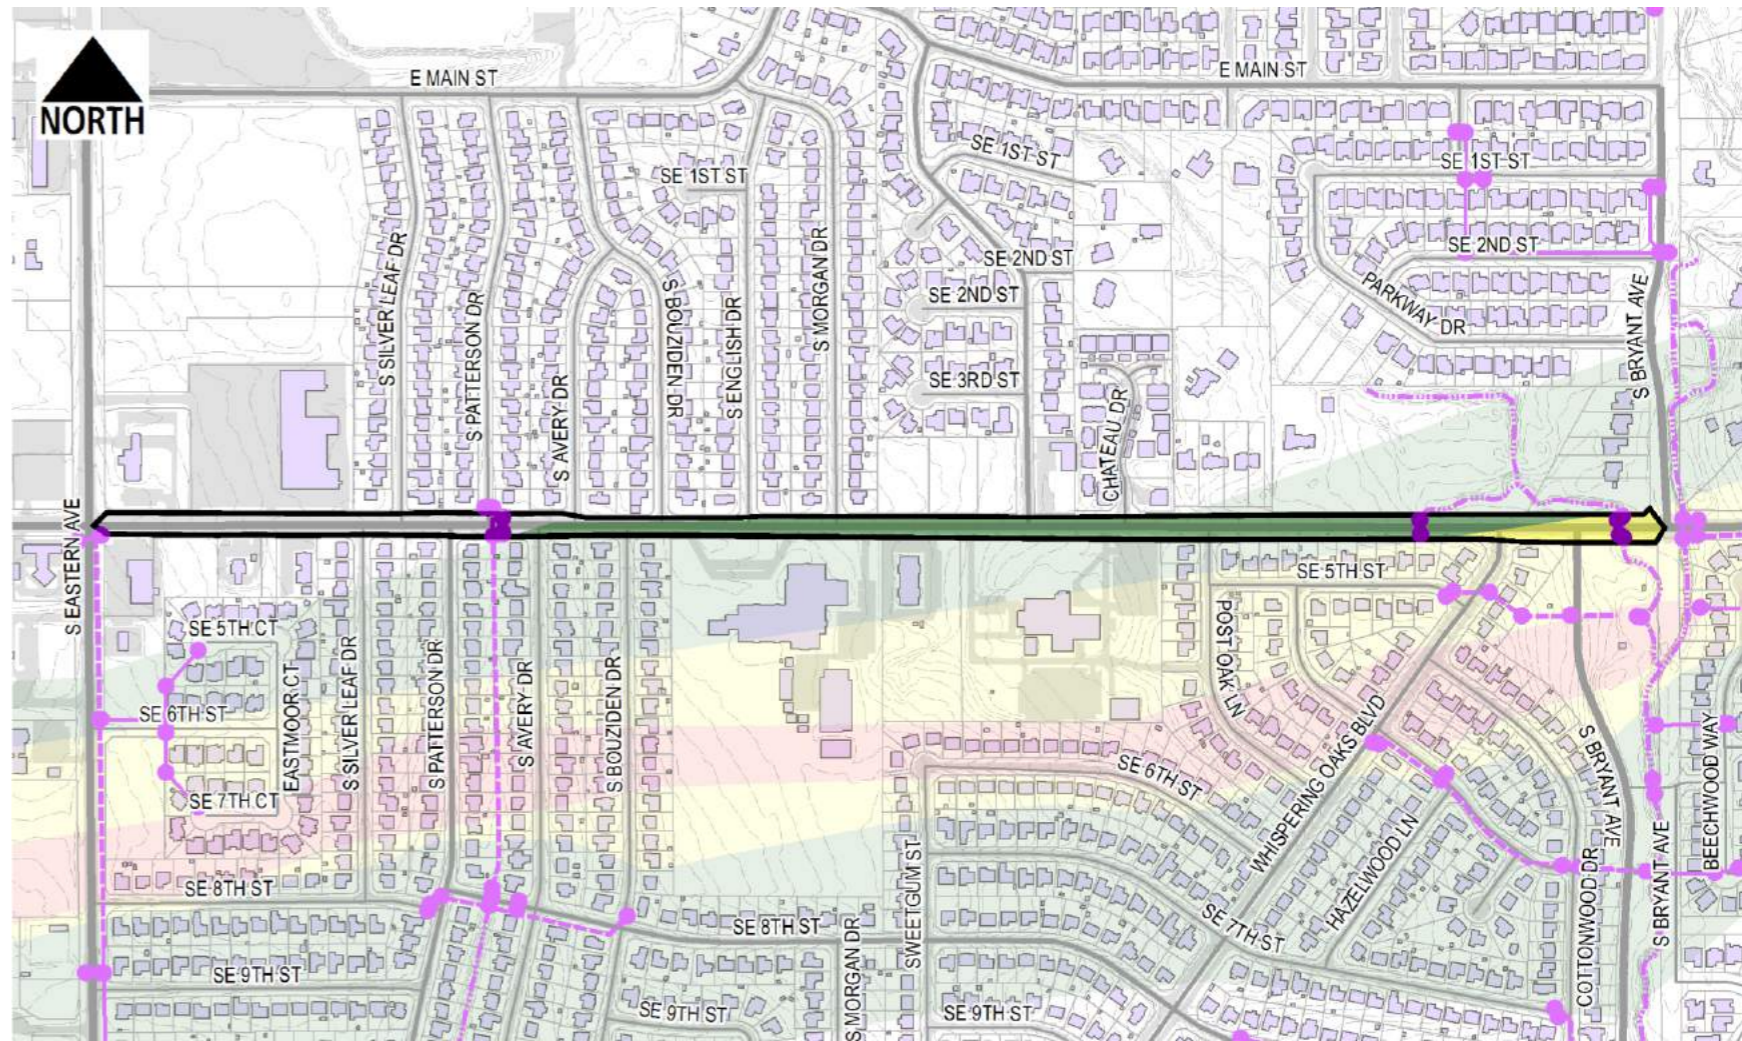 E MAIN ST
E MAIN ST
NORTH
SE 1ST ST
SE 1ST ST
SE 1ST ST
S SILVER LEAF DR
S PATTERSON DR
S AVERY DR
S BOUZIDEN DR
S ENGLISH DR
S MORGAN DR
SE 2ND ST
SE 2ND ST
SE 2ND ST
PARKWAY DR
S BRYANT AVE
SE 3RD ST
CHATEAU DR
S EASTERN AVE
SE 5TH ST
SE 5TH CT
SE 6TH ST
EASTMOOR CT
S SILVER LEAF DR
S PATTERSON DR
S AVERY DR
S BOUZIDEN DR
POST OAK LN
SE 7TH CT
SE 6TH ST
WHISPERING OAKS BLVD
S BRYANT AVE
BEECHWOOD WAY
SE 8TH ST
SE 8TH ST
SWEETGUM ST
SE 7TH ST
HAZELWOOD LN
COTTONWOOD DR
S BRYANT AVE
SE 9TH ST
SE 9TH ST
S MORGAN DR
SE 9TH ST